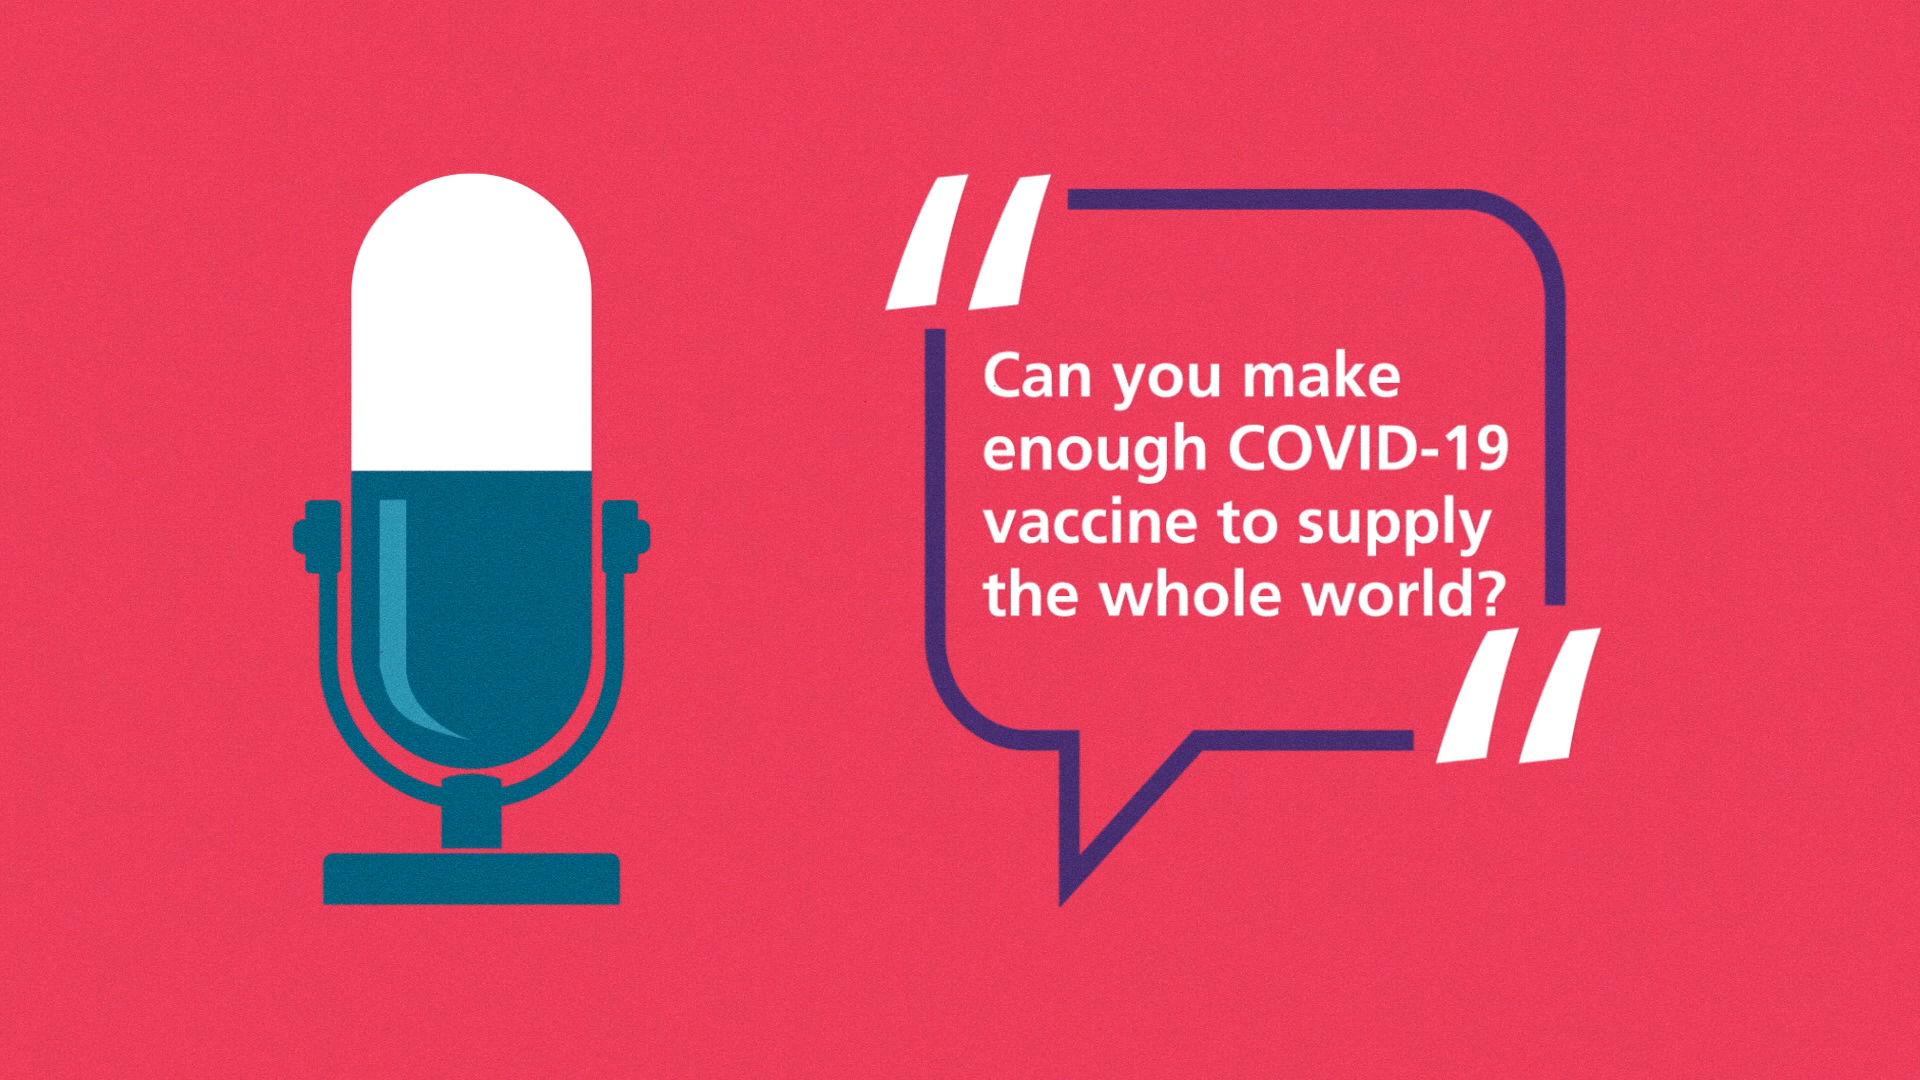 “
Can you make
enough COVID-19
vaccine to supply
the whole world?
”